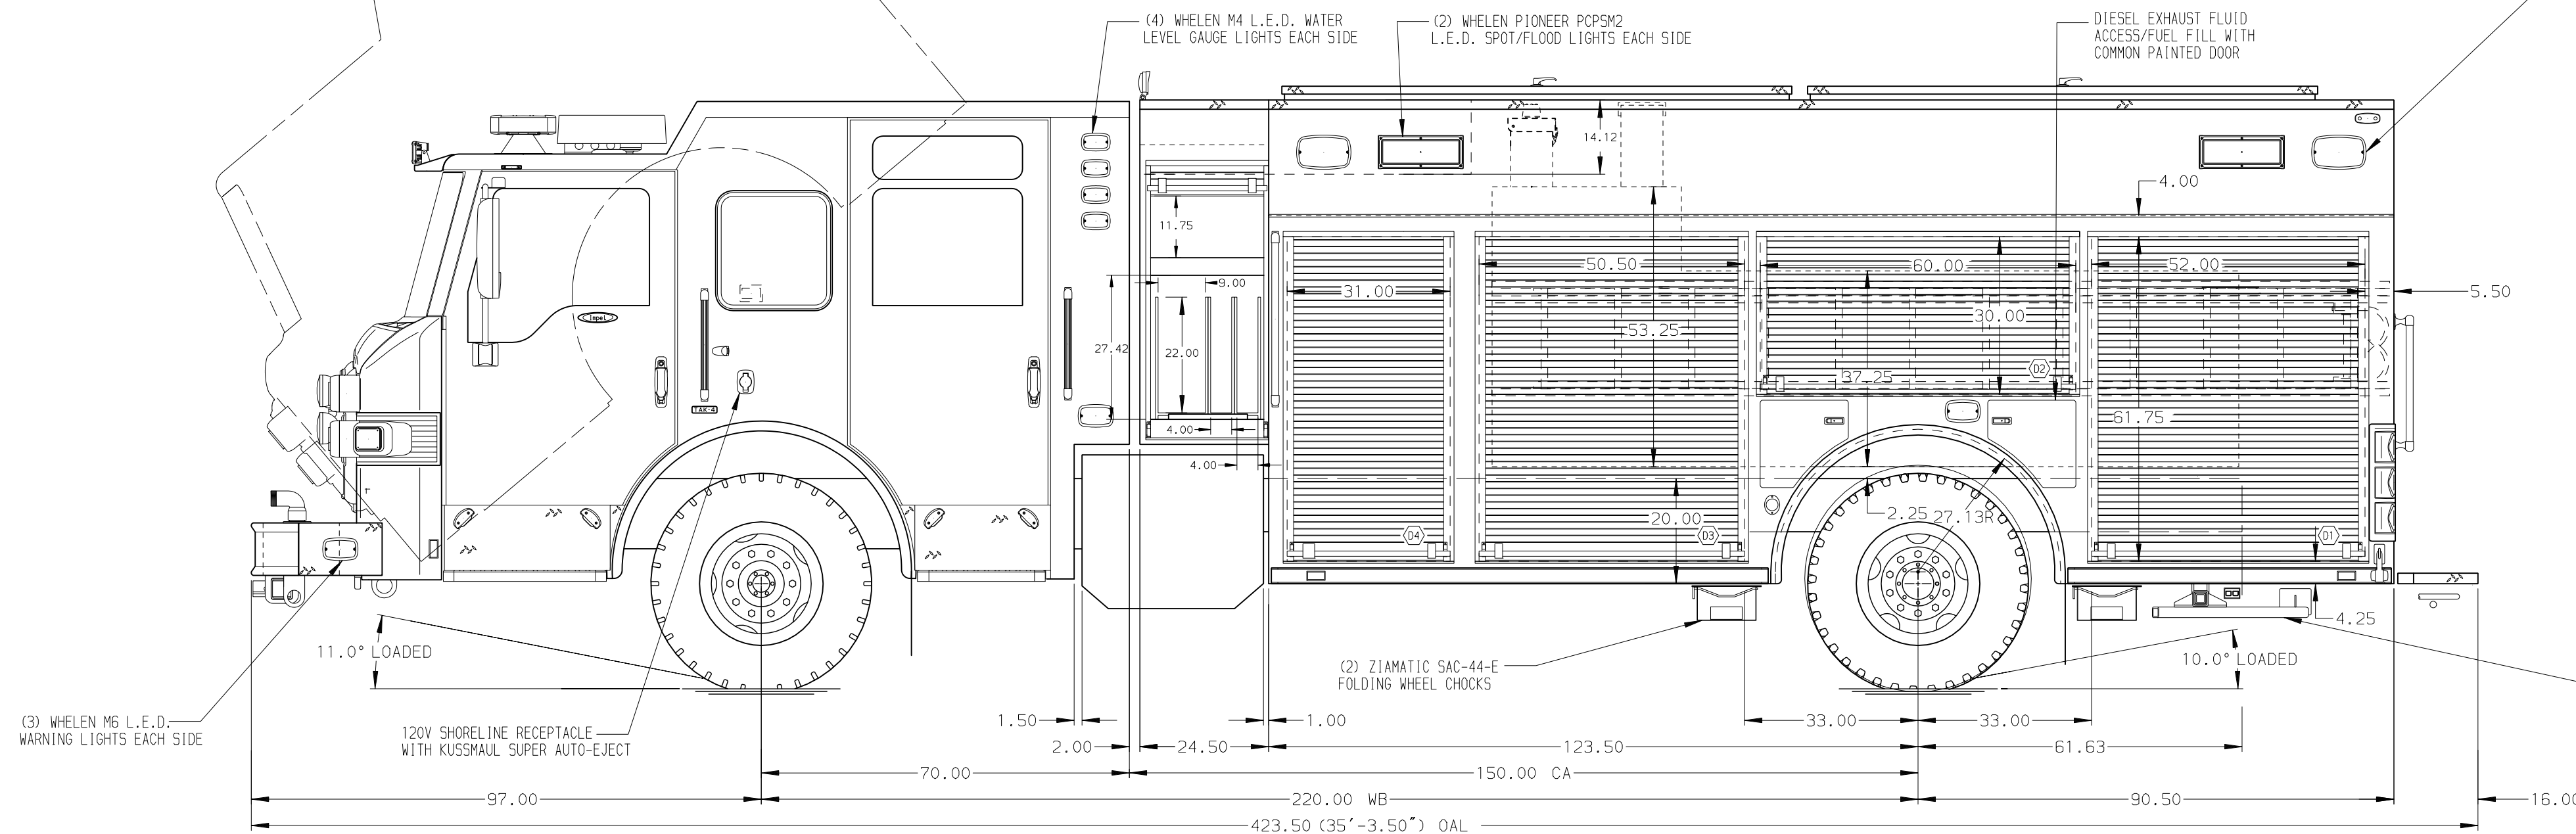 (4) WHELEN M4 L.E.D. WATER
LEVEL GAUGE LIGHTS EACH SIDE
(2) WHELEN PIONEER PCPSM2
L.E.D. SPOT/FLOOD LIGHTS EACH SIDE
DIESEL EXHAUST FLUID
ACCESS/FUEL FILL WITH
COMMON PAINTED DOOR
14.12
4.00
11.75
9.00
27.42
22.00
4.00
4.00
31.00
50.50
60.00
52.00
5.50
53.25
30.00
37.25
D2
61.75
Impel
TAK-4
20.00
2.25
27.13R
D4
D3
D1
4.25
11.0° LOADED
10.0° LOADED
(2) ZIAMATIC SAC-44-E
FOLDING WHEEL CHOCKS
(3) WHELEN M6 L.E.D.
WARNING LIGHTS EACH SIDE
120V SHORELINE RECEPTACLE
WITH KUSSMAUL SUPER AUTO-EJECT
1.50
1.00
33.00
33.00
2.00
24.50
123.50
61.63
70.00
150.00 CA
97.00
220.00 WB
90.50
16.00
423.50 (35'-3.50") OAL